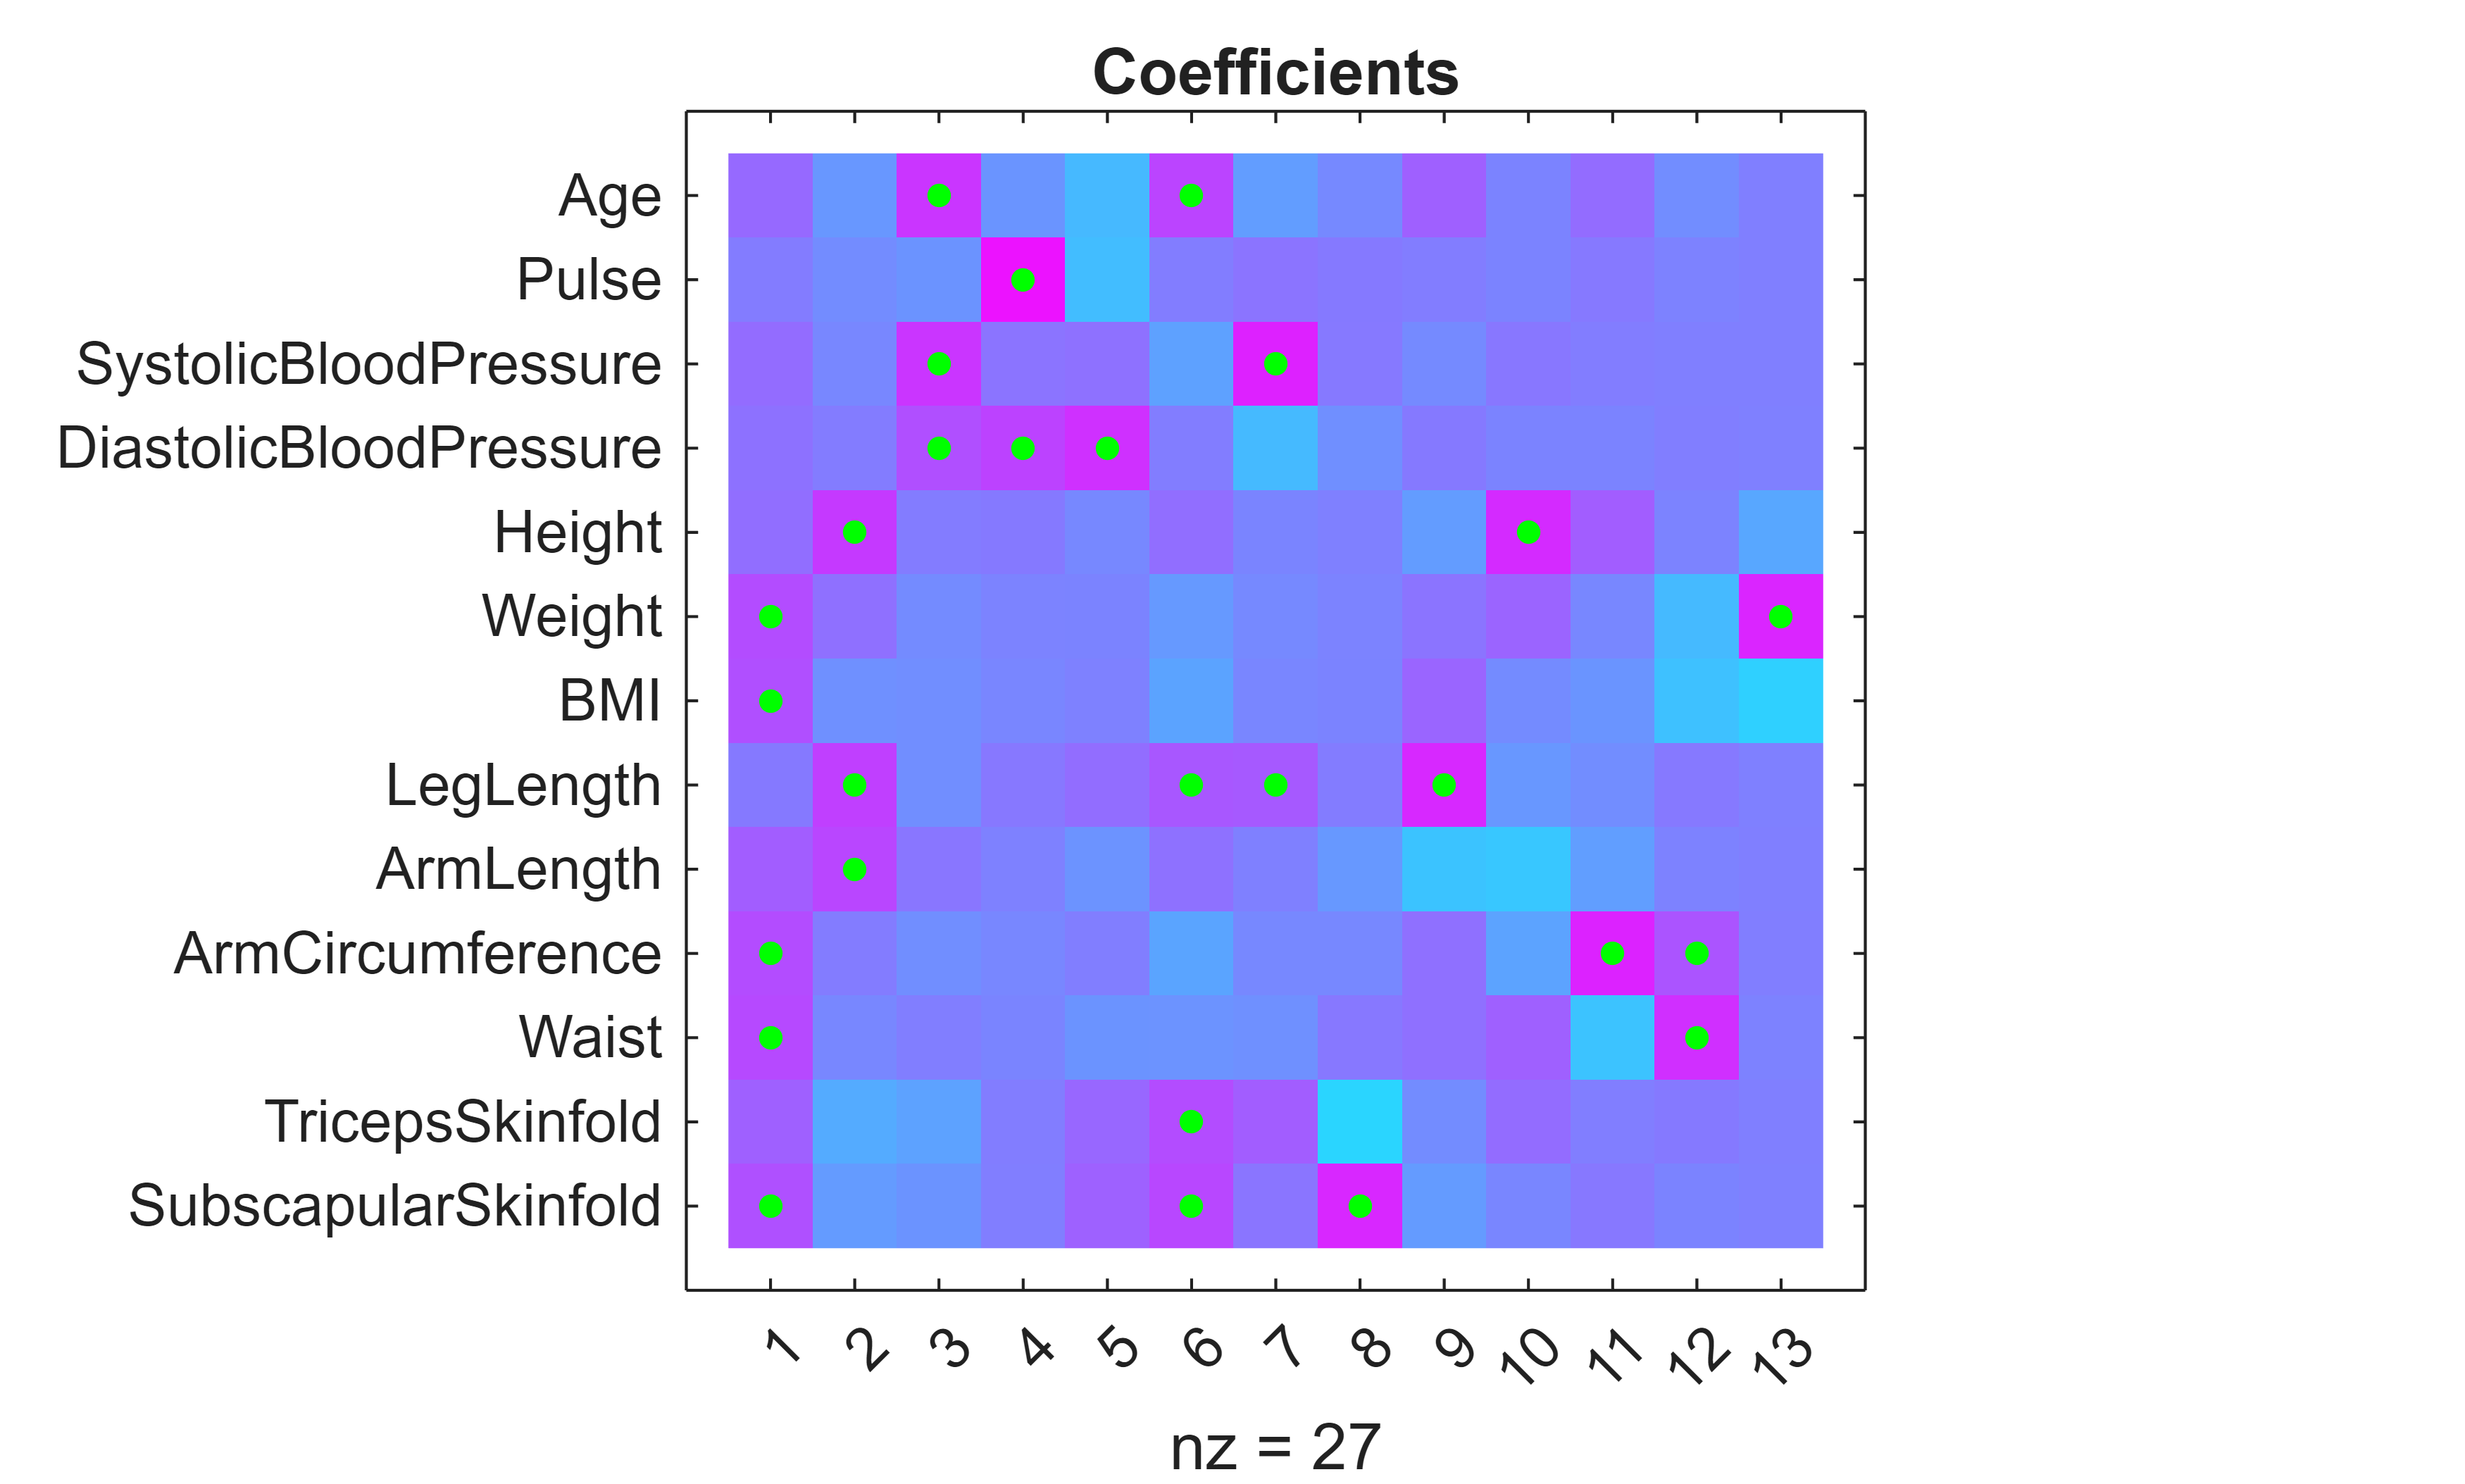 Coefficients
Age
Pulse
SystolicBloodPressure
DiastolicBloodPressure
Height
Weight
BMI
LegLength
ArmLength
ArmCircumference
Waist
TricepsSkinfold
SubscapularSkinfold
1 2 3 4 5 6 7 8 9 10 11 12 13
nz = 27